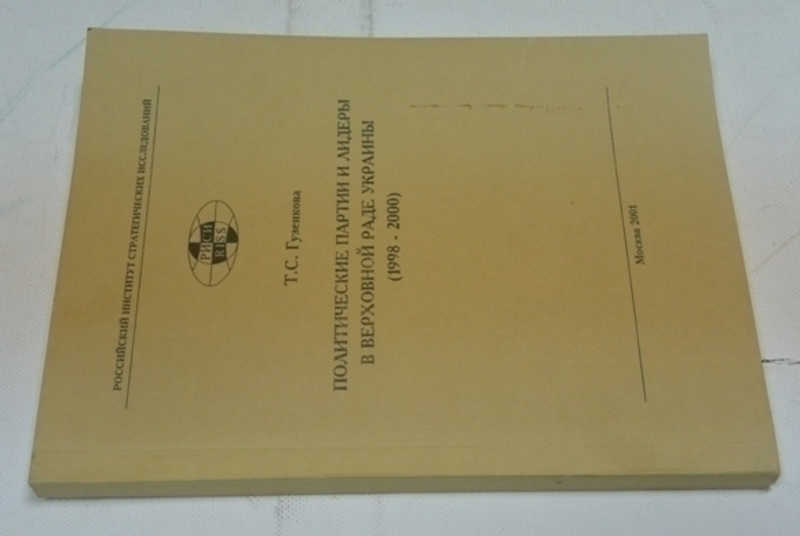 РОССИЙСКИЙ ИНСТИТУТ СТРАТЕГИЧЕСКИХ ИССЛЕДОВАНИЙ
РИСИ
RISS
Т.С. Гузенкова
ПОЛИТИЧЕСКИЕ ПАРТИИ И ЛИДЕРЫ
В ВЕРХОВНОЙ РАДЕ УКРАИНЫ
(1998 - 2000)
Москва 2001